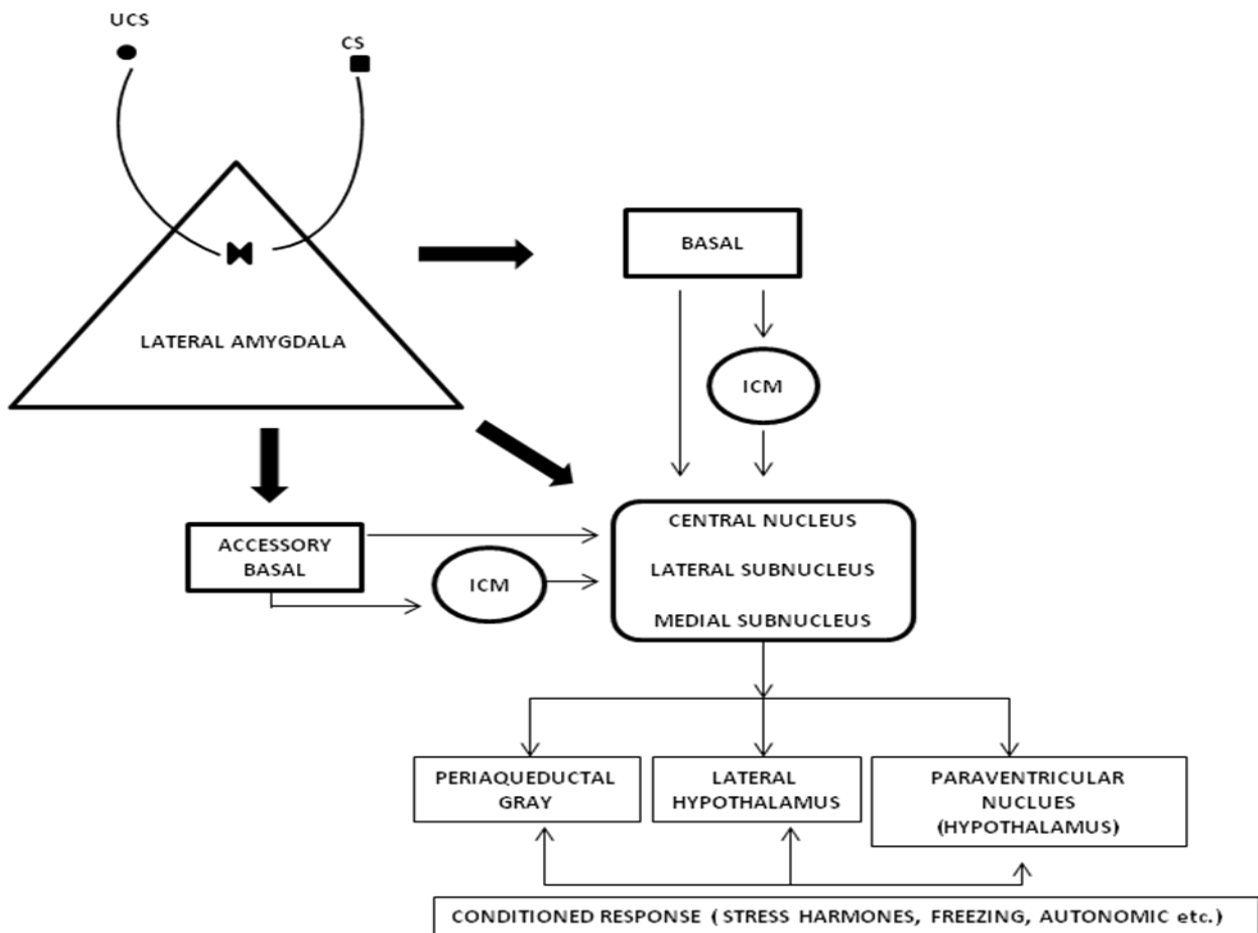 UCS
CS
BASAL
LATERAL AMYGDALA
ICM
CENTRAL NUCLEUS
ACCESSORY
BASAL
ICM
LATERAL SUBNUCLEUS
MEDIAL SUBNUCLEUS
PERIAQUEDUCTAL
GRAY
LATERAL
HYPOTHALAMUS
PARAVENTRICULAR
NUCLUES
(HYPOTHALAMUS)
CONDITIONED RESPONSE ( STRESS HARMONES, FREEZING, AUTONOMIC etc.)